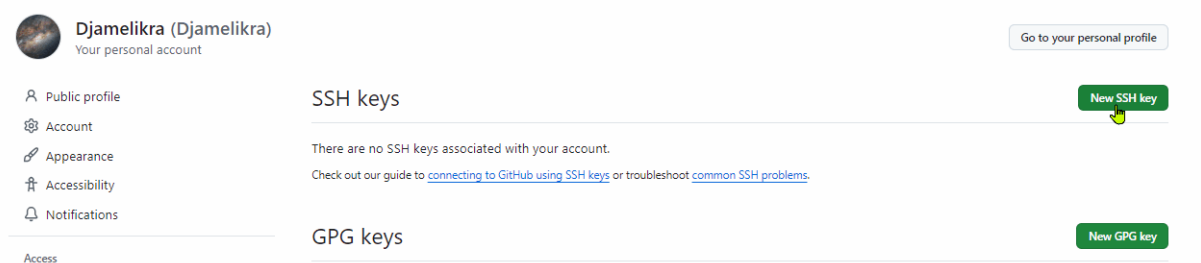 Djamelikra (Djamelikra)
Your personal account
Go to your personal profile
Public profile
Account
Appearance
Accessibility
Notifications
Access
SSH keys
New SSH key
There are no SSH keys associated with your account.
Check out our guide to connecting to GitHub using SSH keys or troubleshoot common SSH problems.
GPG keys
New GPG key